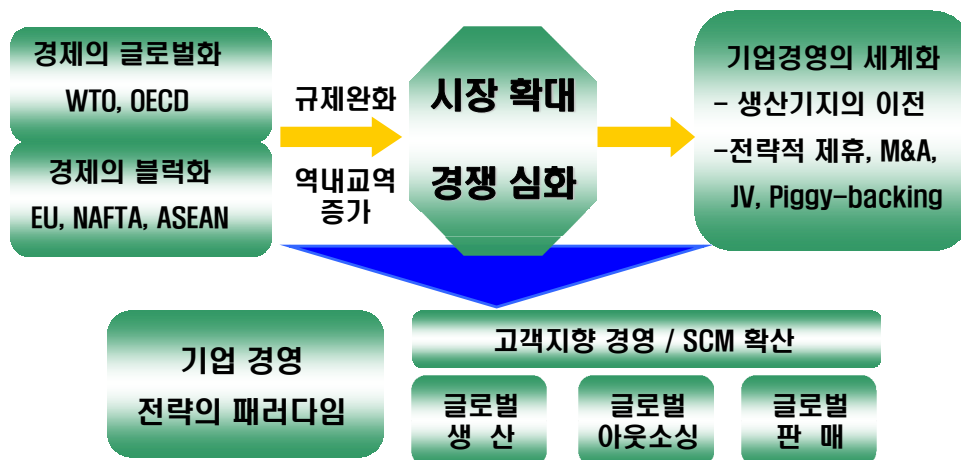 경제의 글로벌화
WTO, OECD
경제의 블럭화
EU, NAFTA, ASEAN
규제완화
역내교역
증가
시장 확대
경쟁 심화
기업경영의 세계화
- 생산기지의 이전
-전략적 제휴, M&A,
JV, Piggy-backing
기업 경영
전략의 패러다임
고객지향 경영 / SCM 확산
글로벌
생 산
글로벌
아웃소싱
글로벌
판 매